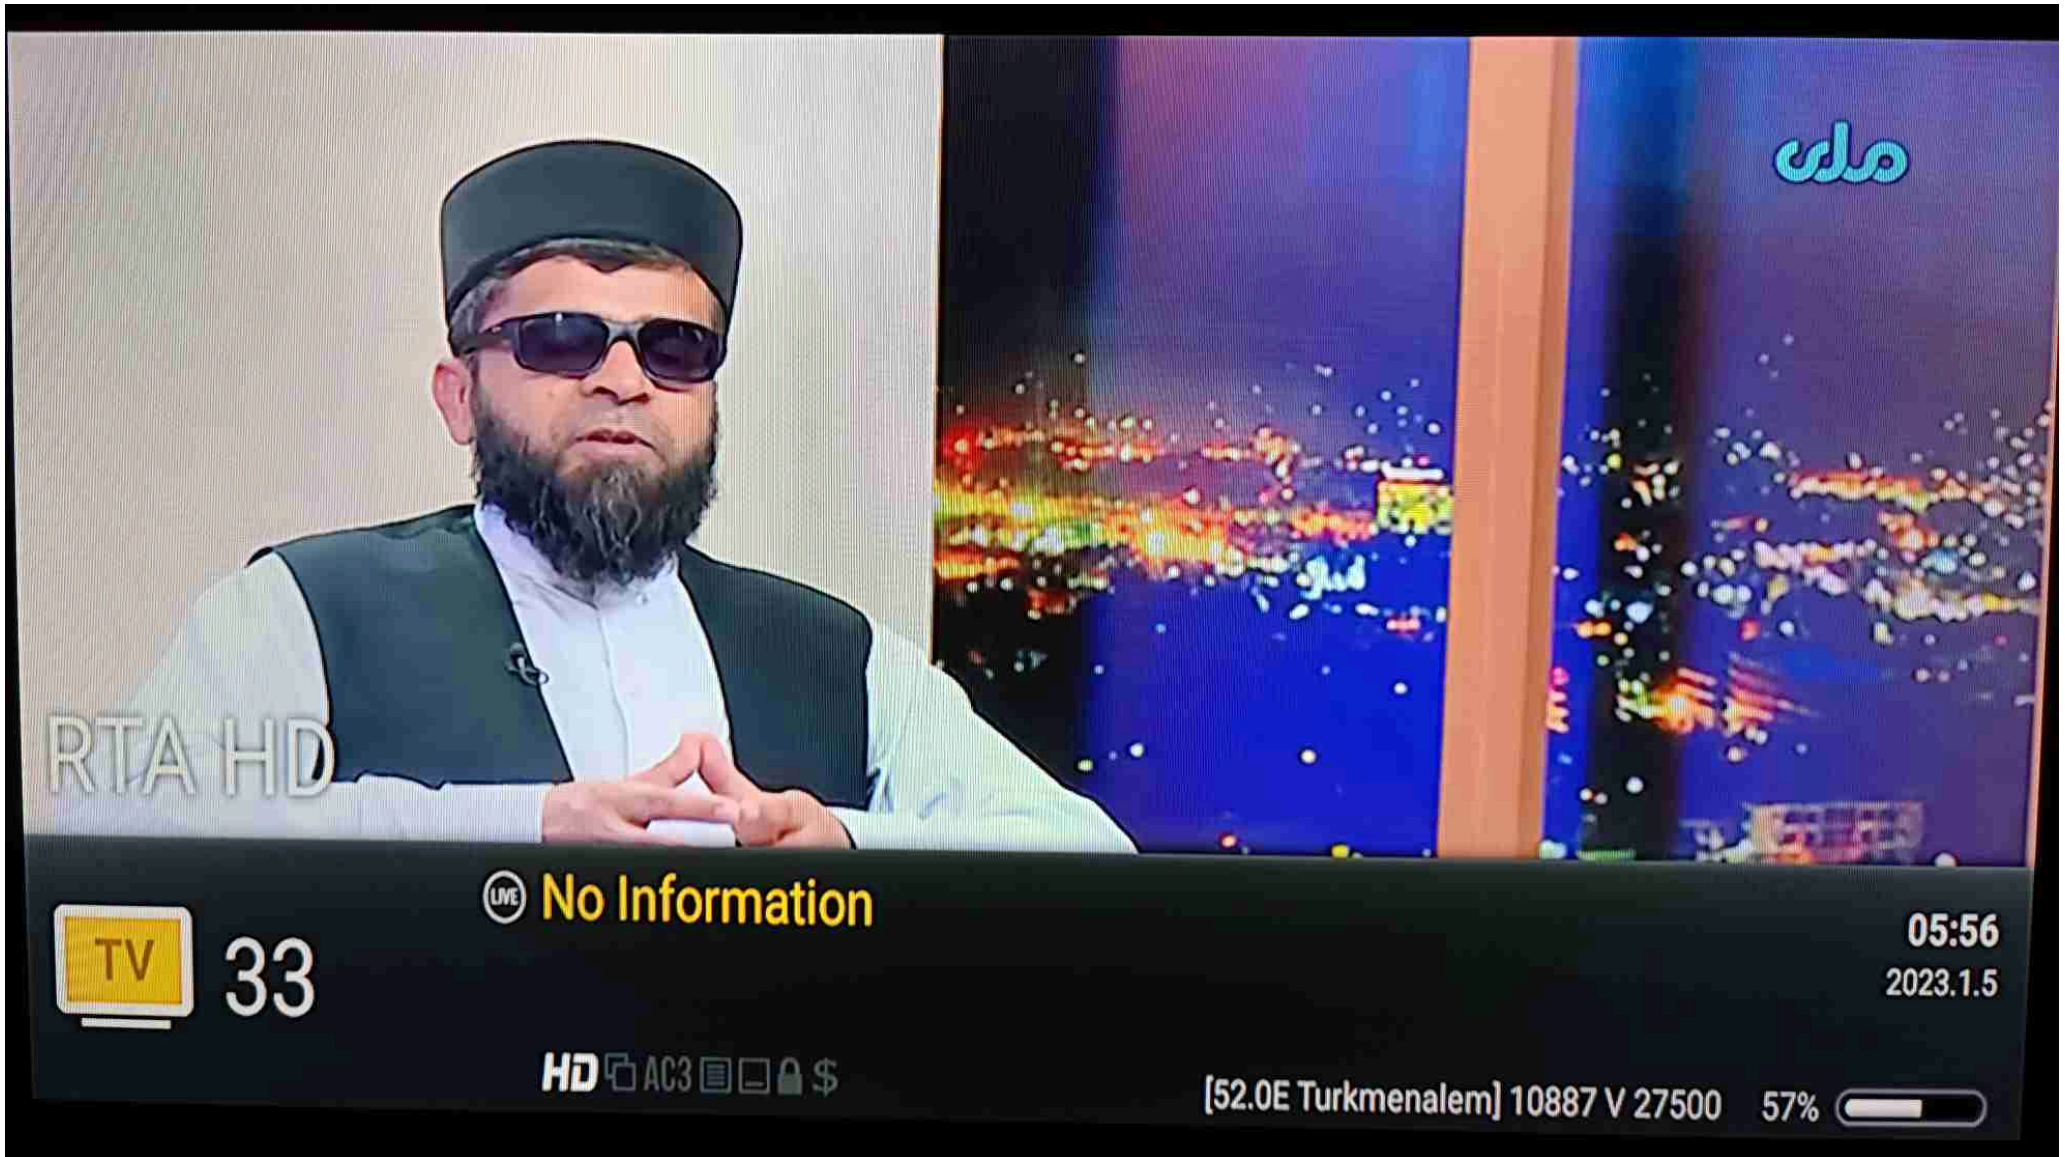 ملی
RTA HD
LIVE No Information
TV 33
05:56
2023.1.5
HD AC3 $
[52.0E Turkmenalem] 10887 V 27500 57%